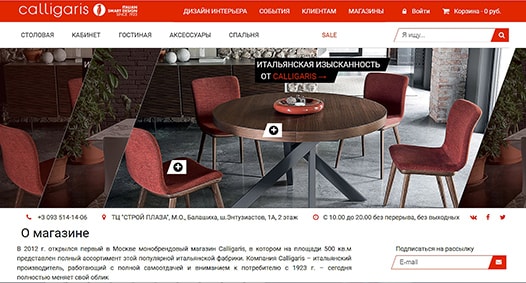 calligaris ITALIAN SMART DESIGN SINCE 1923 ДИЗАЙН ИНТЕРЬЕРА СОБЫТИЯ КЛИЕНТАМ МАГАЗИНЫ Войти Корзина - 0 руб.
СТОЛОВАЯ КАБИНЕТ ГОСТИНАЯ АКСЕССУАРЫ СПАЛЬНЯ SALE Я ищу...
ИТАЛЬЯНСКАЯ ИЗЫСКАННОСТЬ
ОТ CALLIGARIS →
+3 093 514-14-06 ТЦ "СТРОЙ ПЛАЗА", М.О., Балашиха, ш.Энтузиастов, 1А, 2 этаж С 10.00 до 20.00 без перерыва, без выходных
О магазине
В 2012 г. открылся первый в Москве монобрендовый магазин Calligaris, в котором на площади 500 кв.м
представлен полный ассортимент этой популярной итальянской фабрики. Компания Calligaris – итальянский
производитель, работающий с полной самоотдачей и вниманием к потребителю с 1923 г. – сегодня
полностью меняет свой облик.
Подписаться на рассылку
E-mail